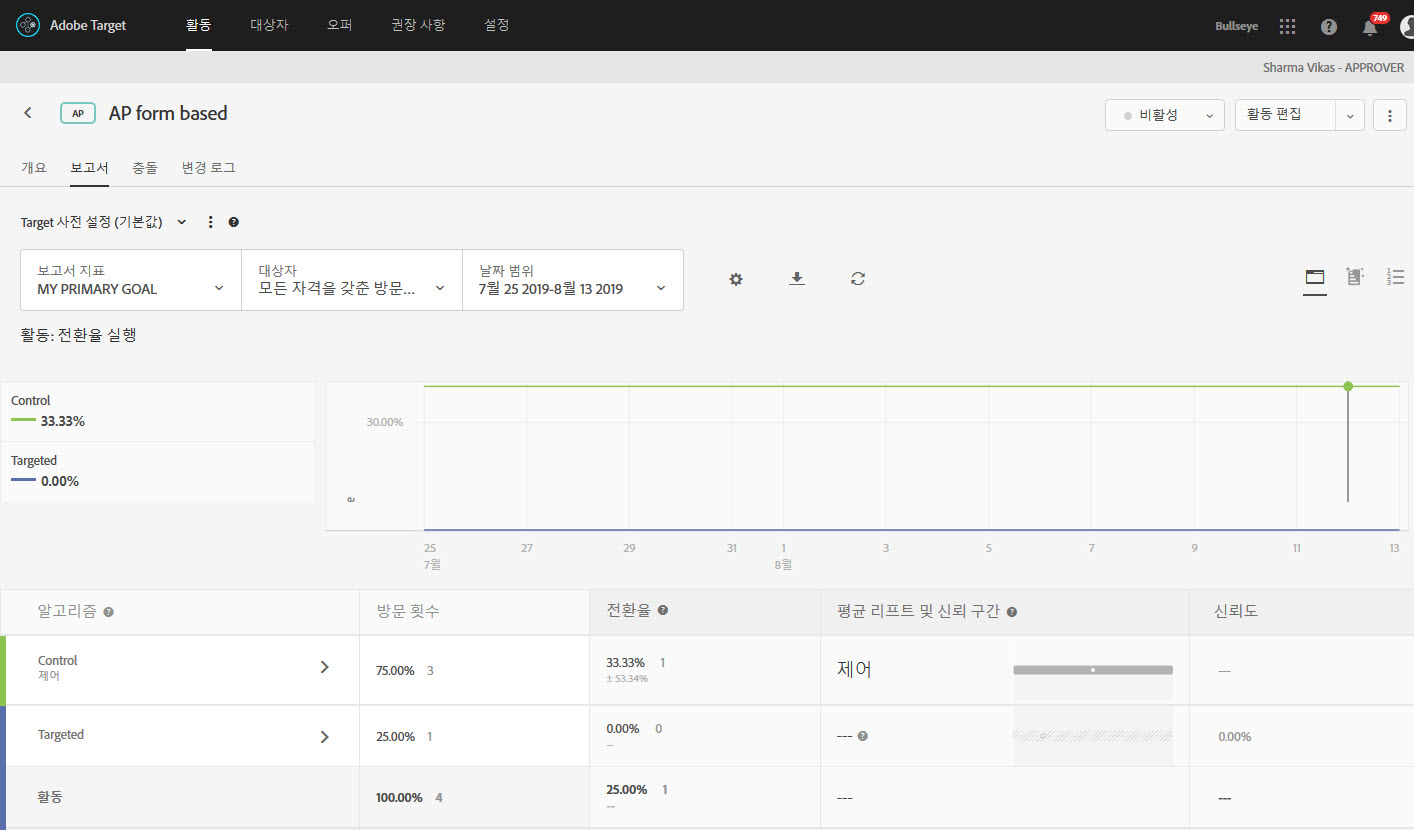 Adobe Target 활동 대상자 오퍼 권장 사항 설정 Bullseye 749
Sharma Vikas - APPROVER
AP AP form based 비활성 활동 편집
개요 보고서 충돌 변경 로그
Target 사전 설정 (기본값)
보고서 지표 대상자 날짜 범위
MY PRIMARY GOAL 모든 자격을 갖춘 방문... 7월 25 2019-8월 13 2019
활동: 전환율 실행
Control
33.33%
Targeted
0.00%
30.00%
e
25 27 29 31 1 3 5 7 9 11 13
7월 8월
알고리즘 방문 횟수 전환율 평균 리프트 및 신뢰 구간 신뢰도
Control 75.00% 3 33.33% 1 제어 ---
제어 ± 53.34%
Targeted 25.00% 1 0.00% 0 --- 0.00%
--
활동 100.00% 4 25.00% 1 --- ---
--